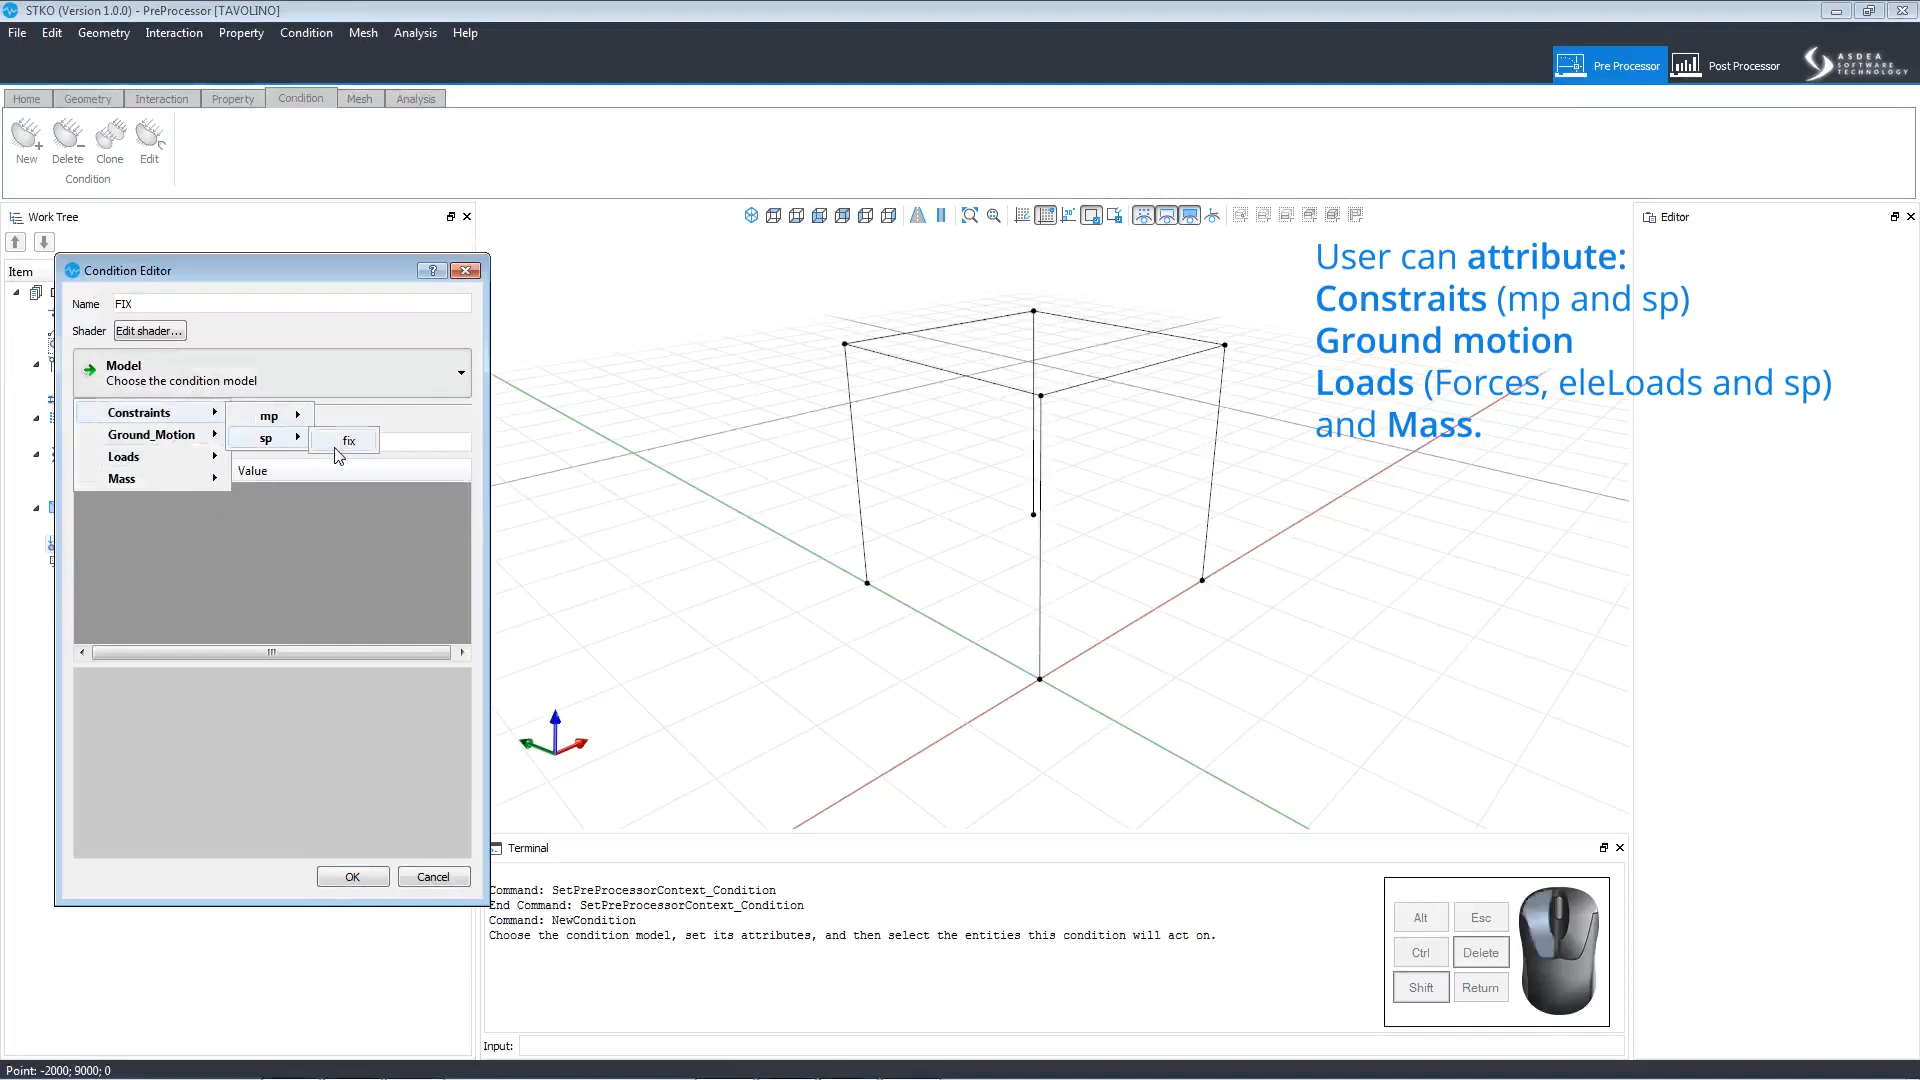 STKO (Version 1.0.0) - PreProcessor [TAVOLINO]
File Edit Geometry Interaction Property Condition Mesh Analysis Help
Pre Processor
Post Processor
ASDEA
SOFTWARE
TECHNOLOGY
Home Geometry Interaction Property Condition Mesh Analysis
New Delete Clone Edit
Condition
Work Tree
Editor
Item
Condition Editor
Name FIX
Shader Edit shader...
Model
Choose the condition model
Constraints
Ground_Motion
Loads
Mass
mp
sp
fix
Value
OK Cancel
User can attribute:
Constraits (mp and sp)
Ground motion
Loads (Forces, eleLoads and sp)
and Mass.
Terminal
Command: SetPreProcessorContext_Condition
End Command: SetPreProcessorContext_Condition
Command: NewCondition
Choose the condition model, set its attributes, and then select the entities this condition will act on.
Alt Esc
Ctrl Delete
Shift Return
Input:
Point: -2000; 9000; 0